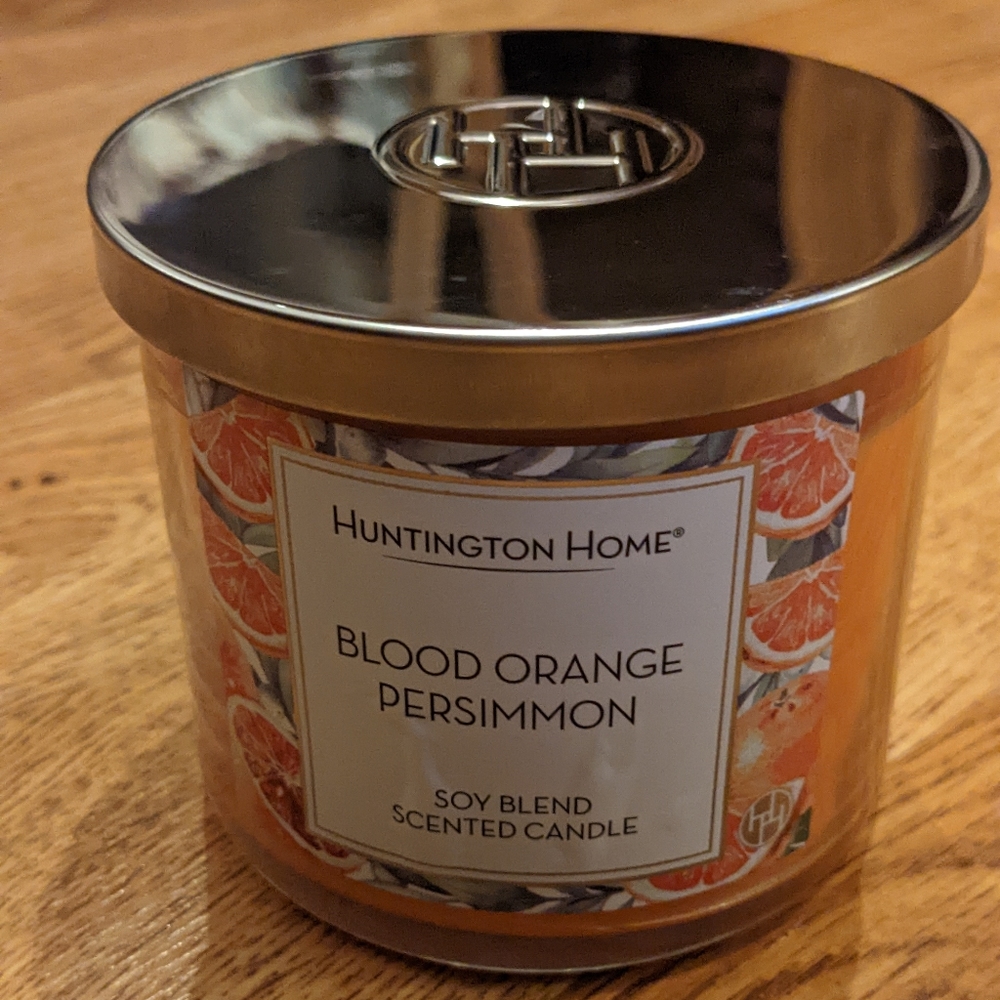 HUNTINGTON HOME®
BLOOD ORANGE
PERSIMMON
SOY BLEND
SCENTED CANDLE